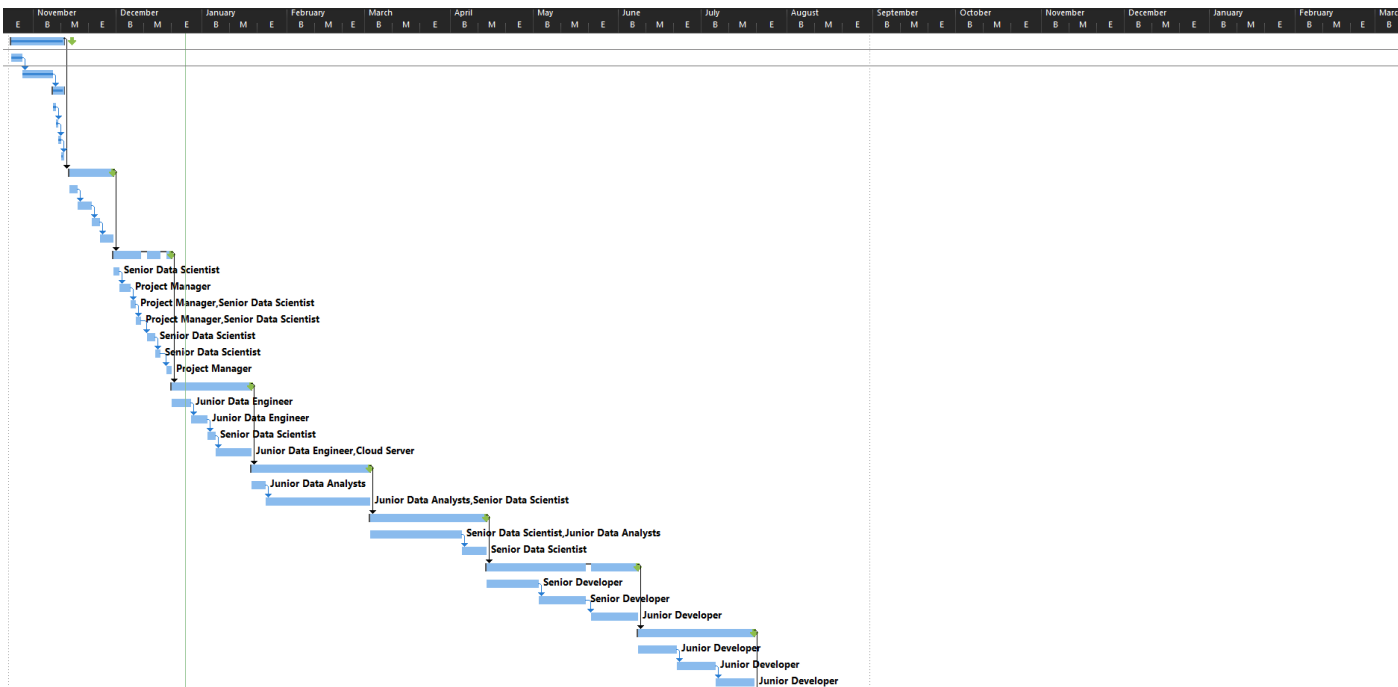 November December January February March April May June July August September October November December January February Marc
E B M E B M E B M E B M E B M E B M E B M E B M E B M E B M E B M E B M E B M E B M E B M E B M E B
Senior Data Scientist
Project Manager
Project Manager,Senior Data Scientist
Project Manager,Senior Data Scientist
Senior Data Scientist
Senior Data Scientist
Project Manager
Junior Data Engineer
Junior Data Engineer
Senior Data Scientist
Junior Data Engineer,Cloud Server
Junior Data Analysts
Junior Data Analysts,Senior Data Scientist
Senior Data Scientist,Junior Data Analysts
Senior Data Scientist
Senior Developer
Senior Developer
Junior Developer
Junior Developer
Junior Developer
Junior Developer